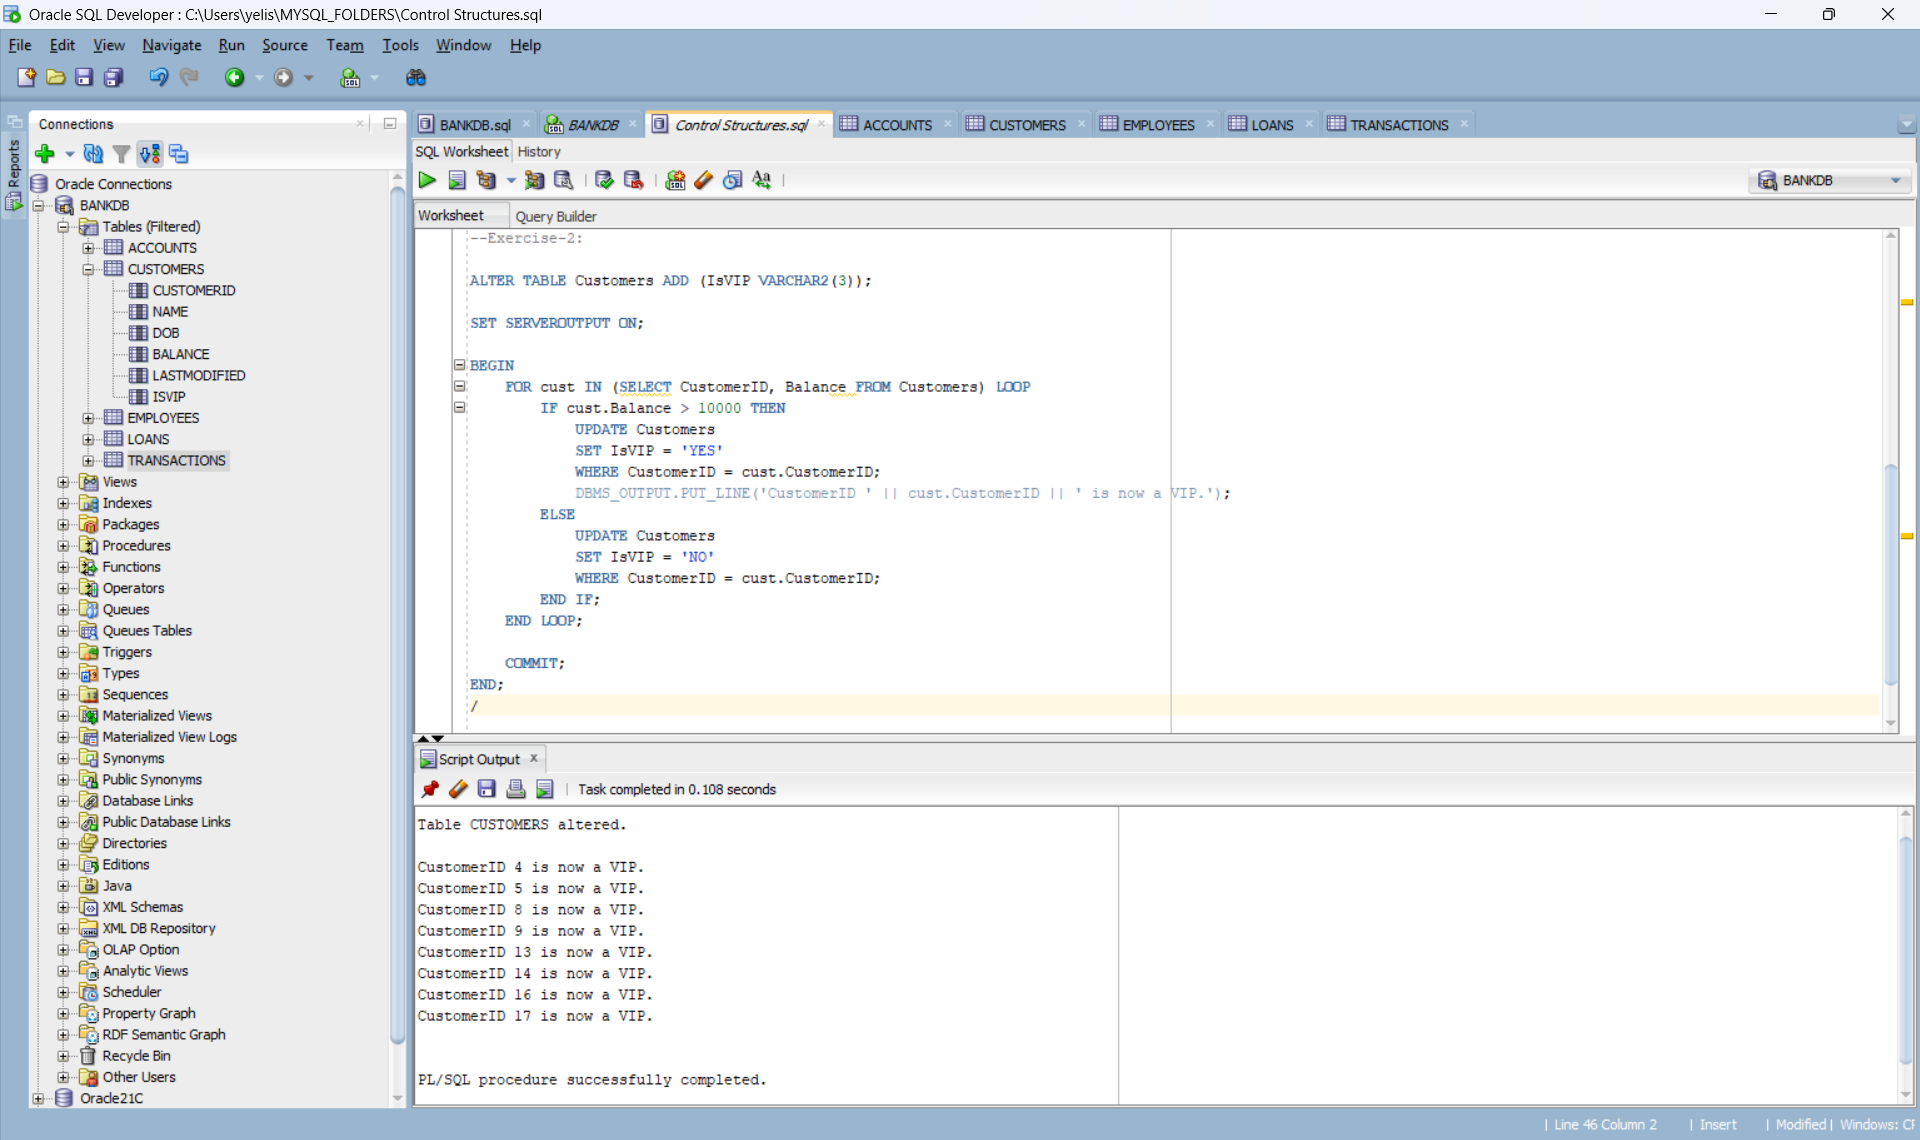 Oracle SQL Developer : C:\Users\yelis\MYSQL_FOLDERS\Control Structures.sql
File Edit View Navigate Run Source Team Tools Window Help
Reports
Connections
Oracle Connections
BANKDB
Tables (Filtered)
ACCOUNTS
CUSTOMERS
CUSTOMERID
NAME
DOB
BALANCE
LASTMODIFIED
ISVIP
EMPLOYEES
LOANS
TRANSACTIONS
Views
Indexes
Packages
Procedures
Functions
Operators
Queues
Queues Tables
Triggers
Types
Sequences
Materialized Views
Materialized View Logs
Synonyms
Public Synonyms
Database Links
Public Database Links
Directories
Editions
Java
XML Schemas
XML DB Repository
OLAP Option
Analytic Views
Scheduler
Property Graph
RDF Semantic Graph
Recycle Bin
Other Users
Oracle21C
BANKDB.sql BANKDB Control Structures.sql ACCOUNTS CUSTOMERS EMPLOYEES LOANS TRANSACTIONS
SQL Worksheet History
BANKDB
Worksheet Query Builder
--Exercise-2:
ALTER TABLE Customers ADD (IsVIP VARCHAR2(3));
SET SERVEROUTPUT ON;
BEGIN
FOR cust IN (SELECT CustomerID, Balance FROM Customers) LOOP
IF cust.Balance > 10000 THEN
UPDATE Customers
SET IsVIP = 'YES'
WHERE CustomerID = cust.CustomerID;
DBMS_OUTPUT.PUT_LINE('CustomerID ' || cust.CustomerID || ' is now a VIP.');
ELSE
UPDATE Customers
SET IsVIP = 'NO'
WHERE CustomerID = cust.CustomerID;
END IF;
END LOOP;
COMMIT;
END;
/
Script Output
Task completed in 0.108 seconds
Table CUSTOMERS altered.
CustomerID 4 is now a VIP.
CustomerID 5 is now a VIP.
CustomerID 8 is now a VIP.
CustomerID 9 is now a VIP.
CustomerID 13 is now a VIP.
CustomerID 14 is now a VIP.
CustomerID 16 is now a VIP.
CustomerID 17 is now a VIP.
PL/SQL procedure successfully completed.
Line 46 Column 2 | Insert | Modified | Windows: